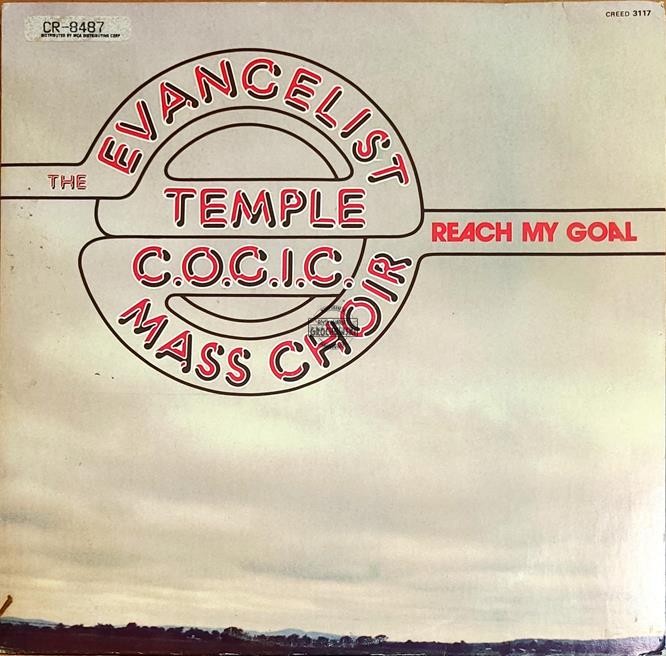 CR-8487
DISTRIBUTED BY MCA DISTRIBUTING CORP
CREED 3117
THE
EVANGELIST
TEMPLE
C.O.G.I.C.
MASS CHOIR
REACH MY GOAL